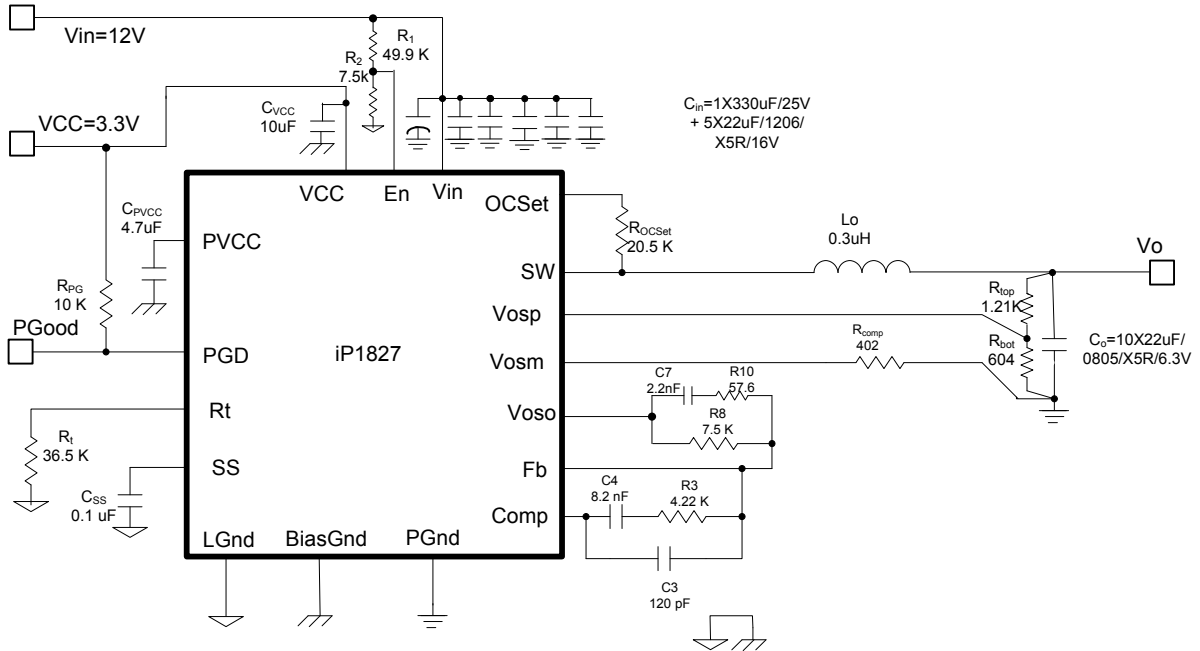 Vin=12V
R1
49.9 K
R2
7.5k
CVCC
10uF
Cin=1X330uF/25V
+ 5X22uF/1206/
X5R/16V
VCC=3.3V
VCC
En
Vin
OCSet
CPVCC
4.7uF
PVCC
ROCSet
20.5 K
Lo
0.3uH
Vo
SW
RPG
10 K
Rtop
1.21K
Vosp
PGood
PGD
iP1827
Vosm
Rcomp
402
Rbot
604
Co=10X22uF/
0805/X5R/6.3V
C7
2.2nF
R10
57.6
Rt
Voso
R8
7.5 K
Rt
36.5 K
SS
Fb
CSS
0.1 uF
C4
8.2 nF
R3
4.22 K
Comp
LGnd
BiasGnd
PGnd
C3
120 pF